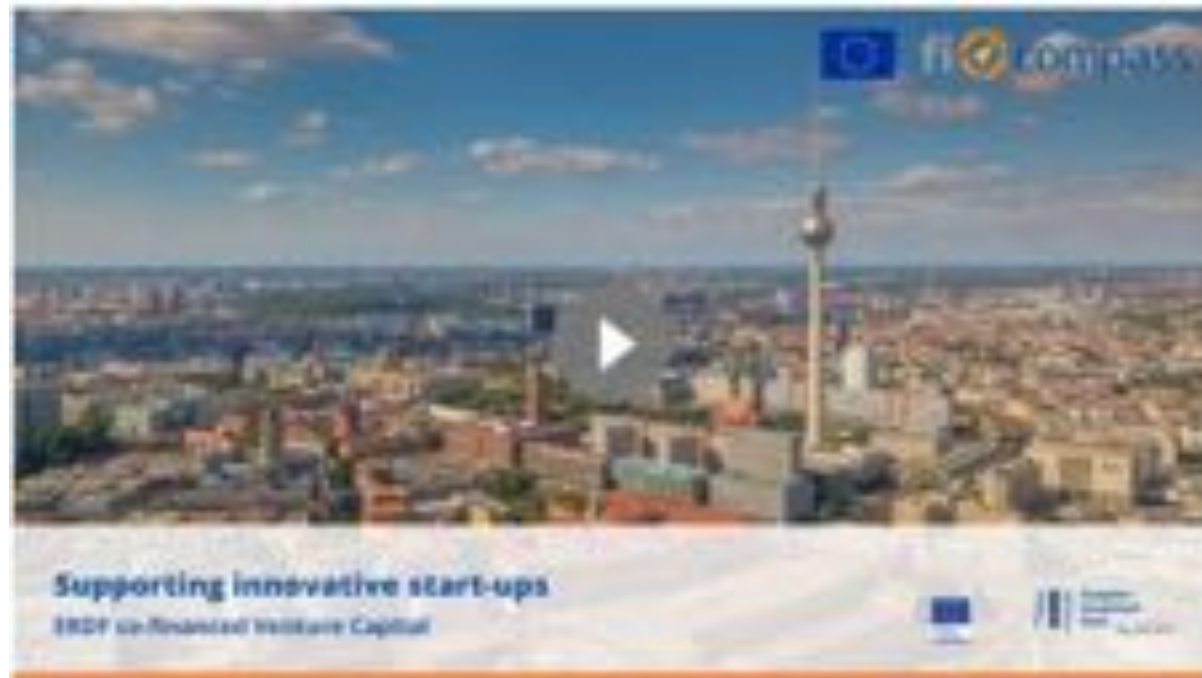 fi compass
Supporting innovative start-ups
ERDF co-financed Venture Capital